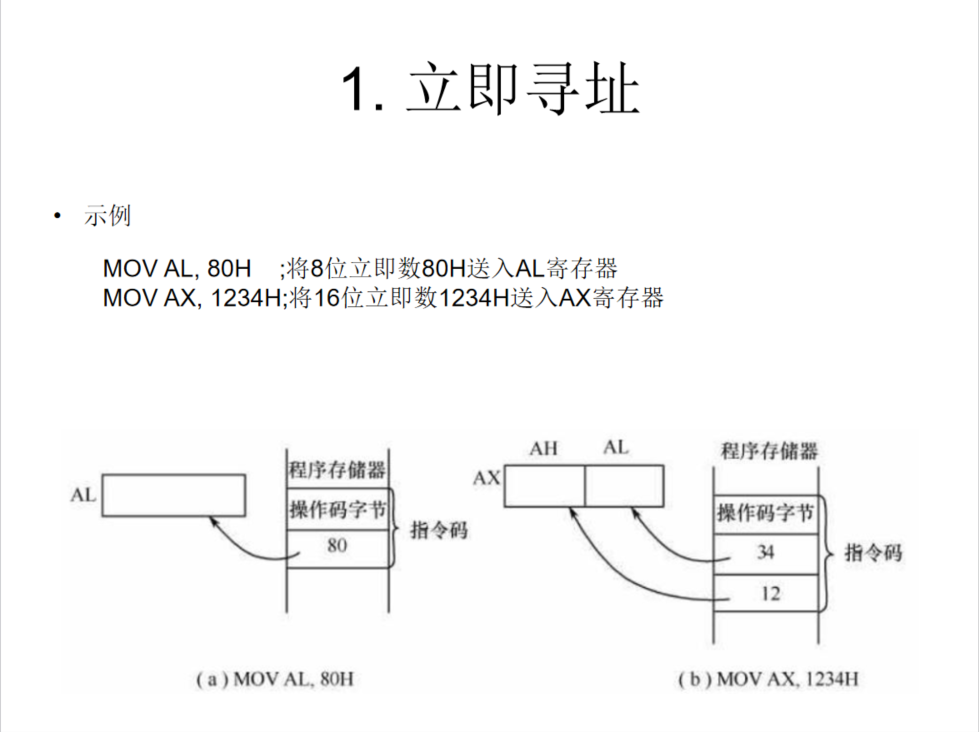 1. 立即寻址
• 示例
MOV AL, 80H ;将8位立即数80H送入AL寄存器
MOV AX, 1234H;将16位立即数1234H送入AX寄存器
AL
程序存储器
操作码字节
80
指令码
(a) MOV AL, 80H
AH AL
AX
程序存储器
操作码字节
34
12
指令码
(b) MOV AX, 1234H